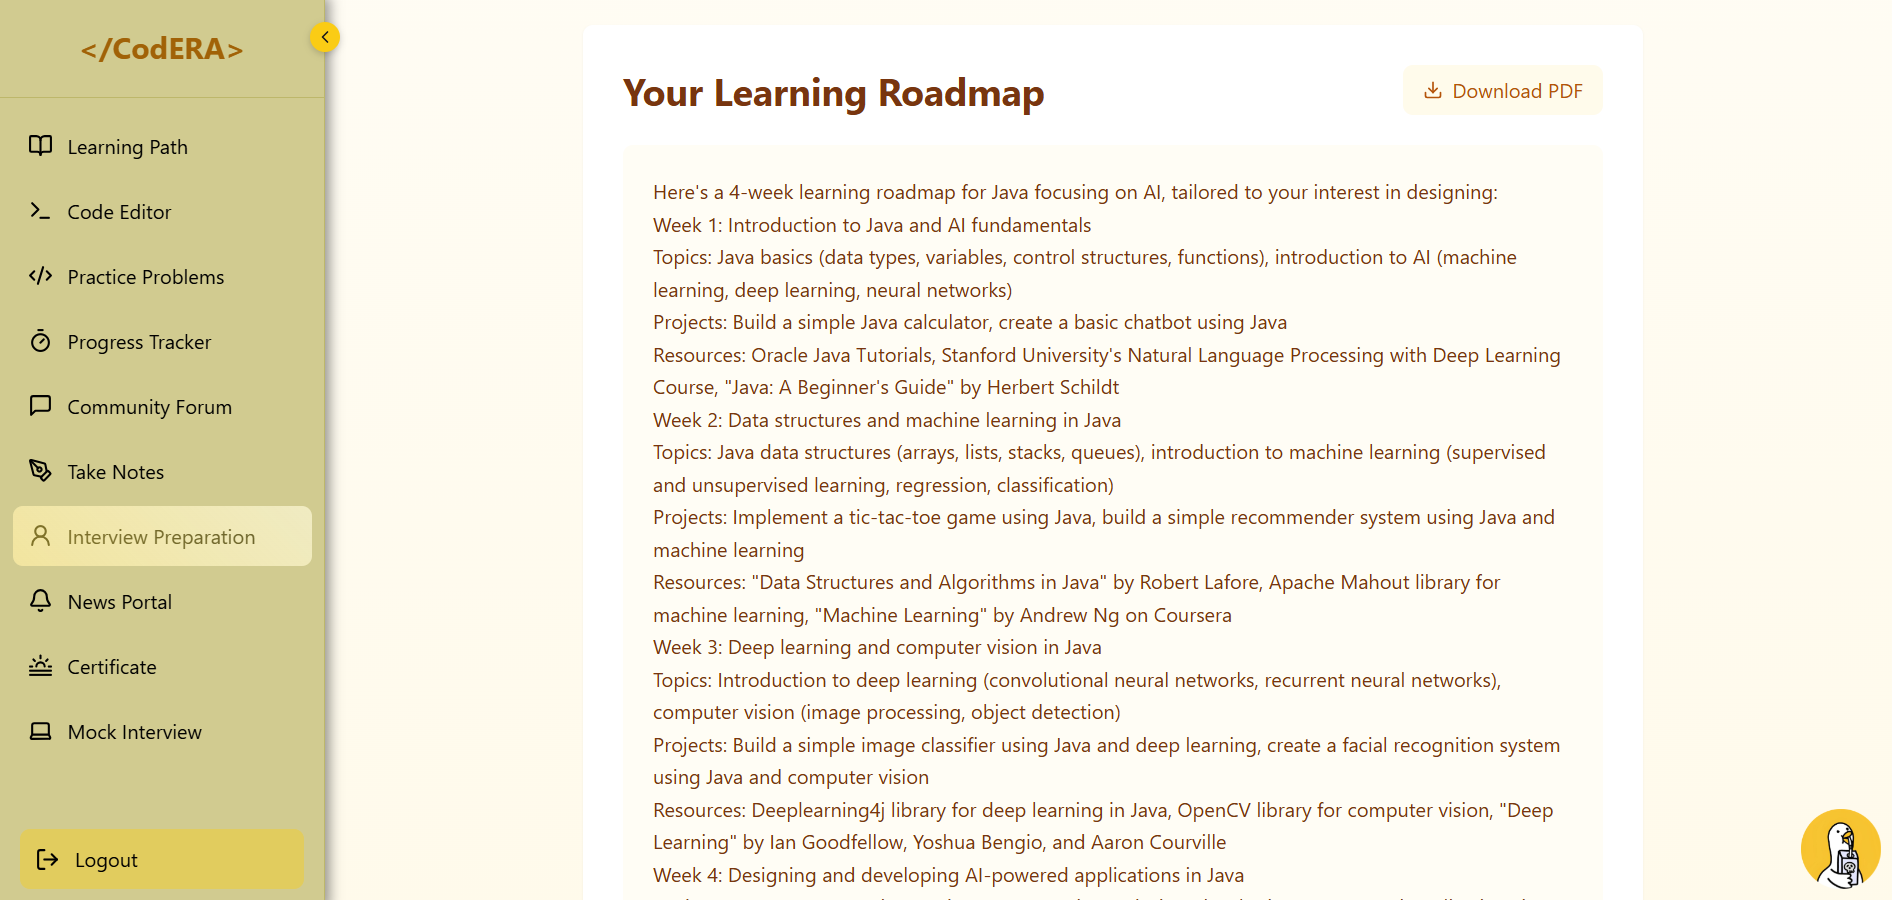 </CodERA>
Learning Path
Code Editor
Practice Problems
Progress Tracker
Community Forum
Take Notes
Interview Preparation
News Portal
Certificate
Mock Interview
Logout
Your Learning Roadmap
Download PDF
Here's a 4-week learning roadmap for Java focusing on AI, tailored to your interest in designing:
Week 1: Introduction to Java and AI fundamentals
Topics: Java basics (data types, variables, control structures, functions), introduction to AI (machine
learning, deep learning, neural networks)
Projects: Build a simple Java calculator, create a basic chatbot using Java
Resources: Oracle Java Tutorials, Stanford University's Natural Language Processing with Deep Learning
Course, "Java: A Beginner's Guide" by Herbert Schildt
Week 2: Data structures and machine learning in Java
Topics: Java data structures (arrays, lists, stacks, queues), introduction to machine learning (supervised
and unsupervised learning, regression, classification)
Projects: Implement a tic-tac-toe game using Java, build a simple recommender system using Java and
machine learning
Resources: "Data Structures and Algorithms in Java" by Robert Lafore, Apache Mahout library for
machine learning, "Machine Learning" by Andrew Ng on Coursera
Week 3: Deep learning and computer vision in Java
Topics: Introduction to deep learning (convolutional neural networks, recurrent neural networks),
computer vision (image processing, object detection)
Projects: Build a simple image classifier using Java and deep learning, create a facial recognition system
using Java and computer vision
Resources: Deeplearning4j library for deep learning in Java, OpenCV library for computer vision, "Deep
Learning" by Ian Goodfellow, Yoshua Bengio, and Aaron Courville
Week 4: Designing and developing AI-powered applications in Java